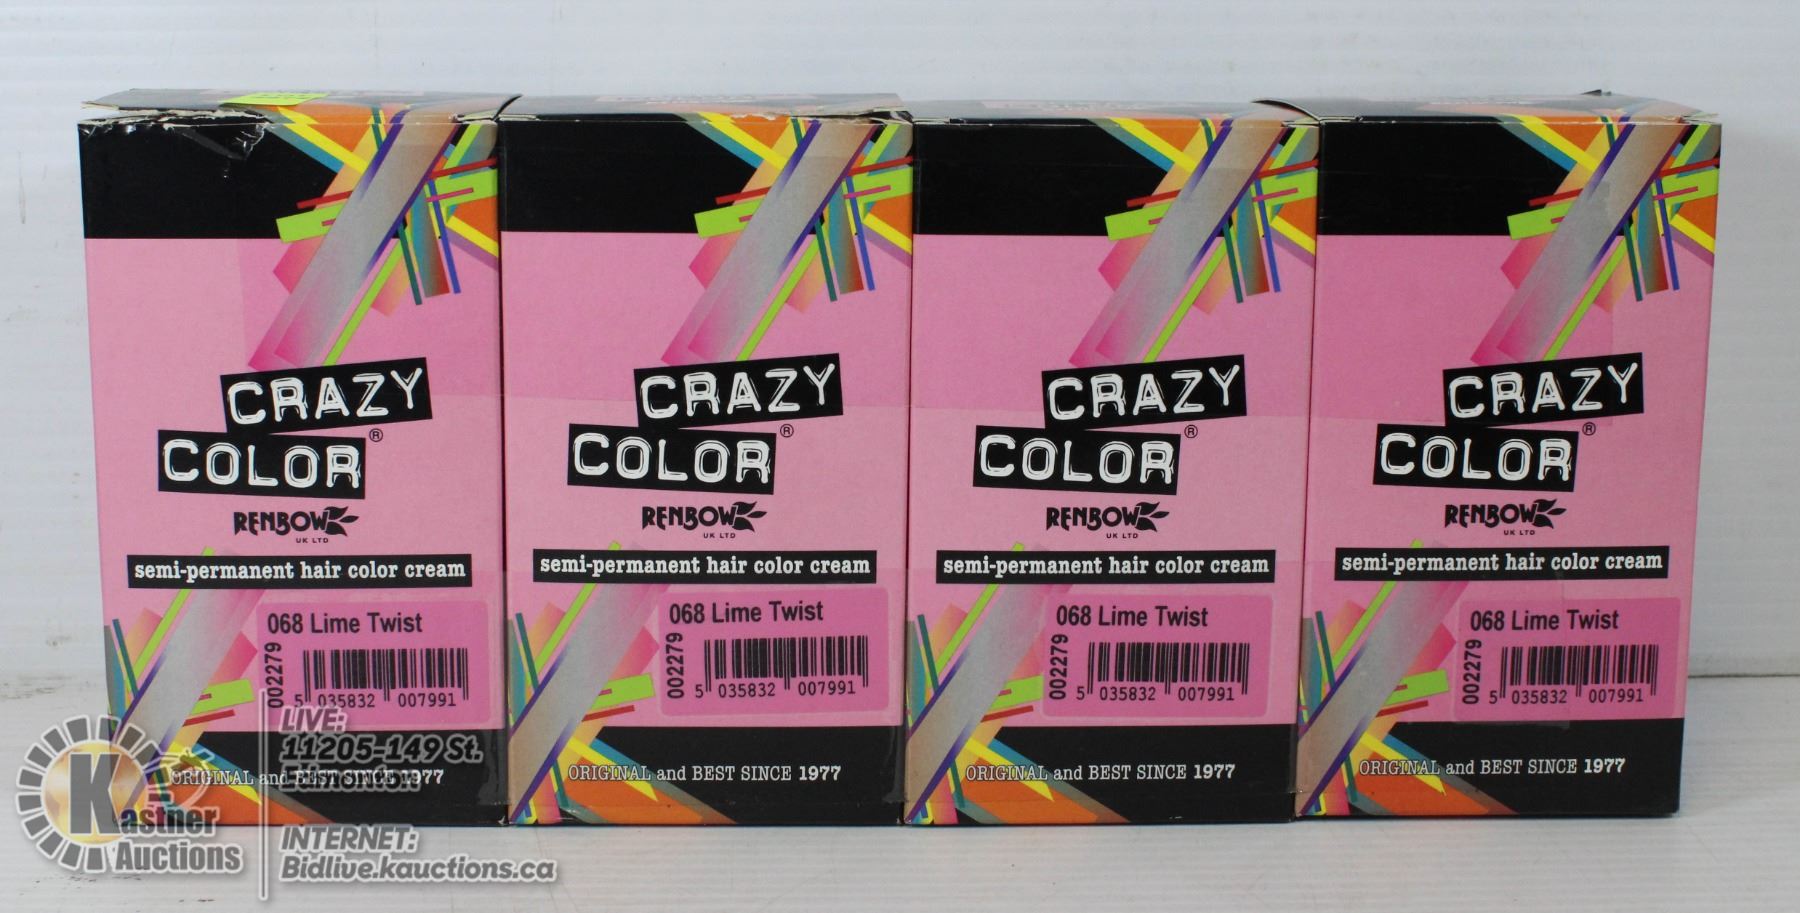 CRAZY
COLOR®
RENBOW
UK LTD
semi-permanent hair color cream
068 Lime Twist
002279
5 035832 007991
ORIGINAL and BEST SINCE 1977
CRAZY
COLOR®
RENBOW
UK LTD
semi-permanent hair color cream
068 Lime Twist
002279
5 035832 007991
ORIGINAL and BEST SINCE 1977
CRAZY
COLOR®
RENBOW
UK LTD
semi-permanent hair color cream
068 Lime Twist
002279
5 035832 007991
ORIGINAL and BEST SINCE 1977
CRAZY
COLOR®
RENBOW
UK LTD
semi-permanent hair color cream
068 Lime Twist
002279
5 035832 007991
ORIGINAL and BEST SINCE 1977
Kastner
Auctions
LIVE:
11205-149 St.
Edmonton
INTERNET:
Bidlive.kauctions.ca